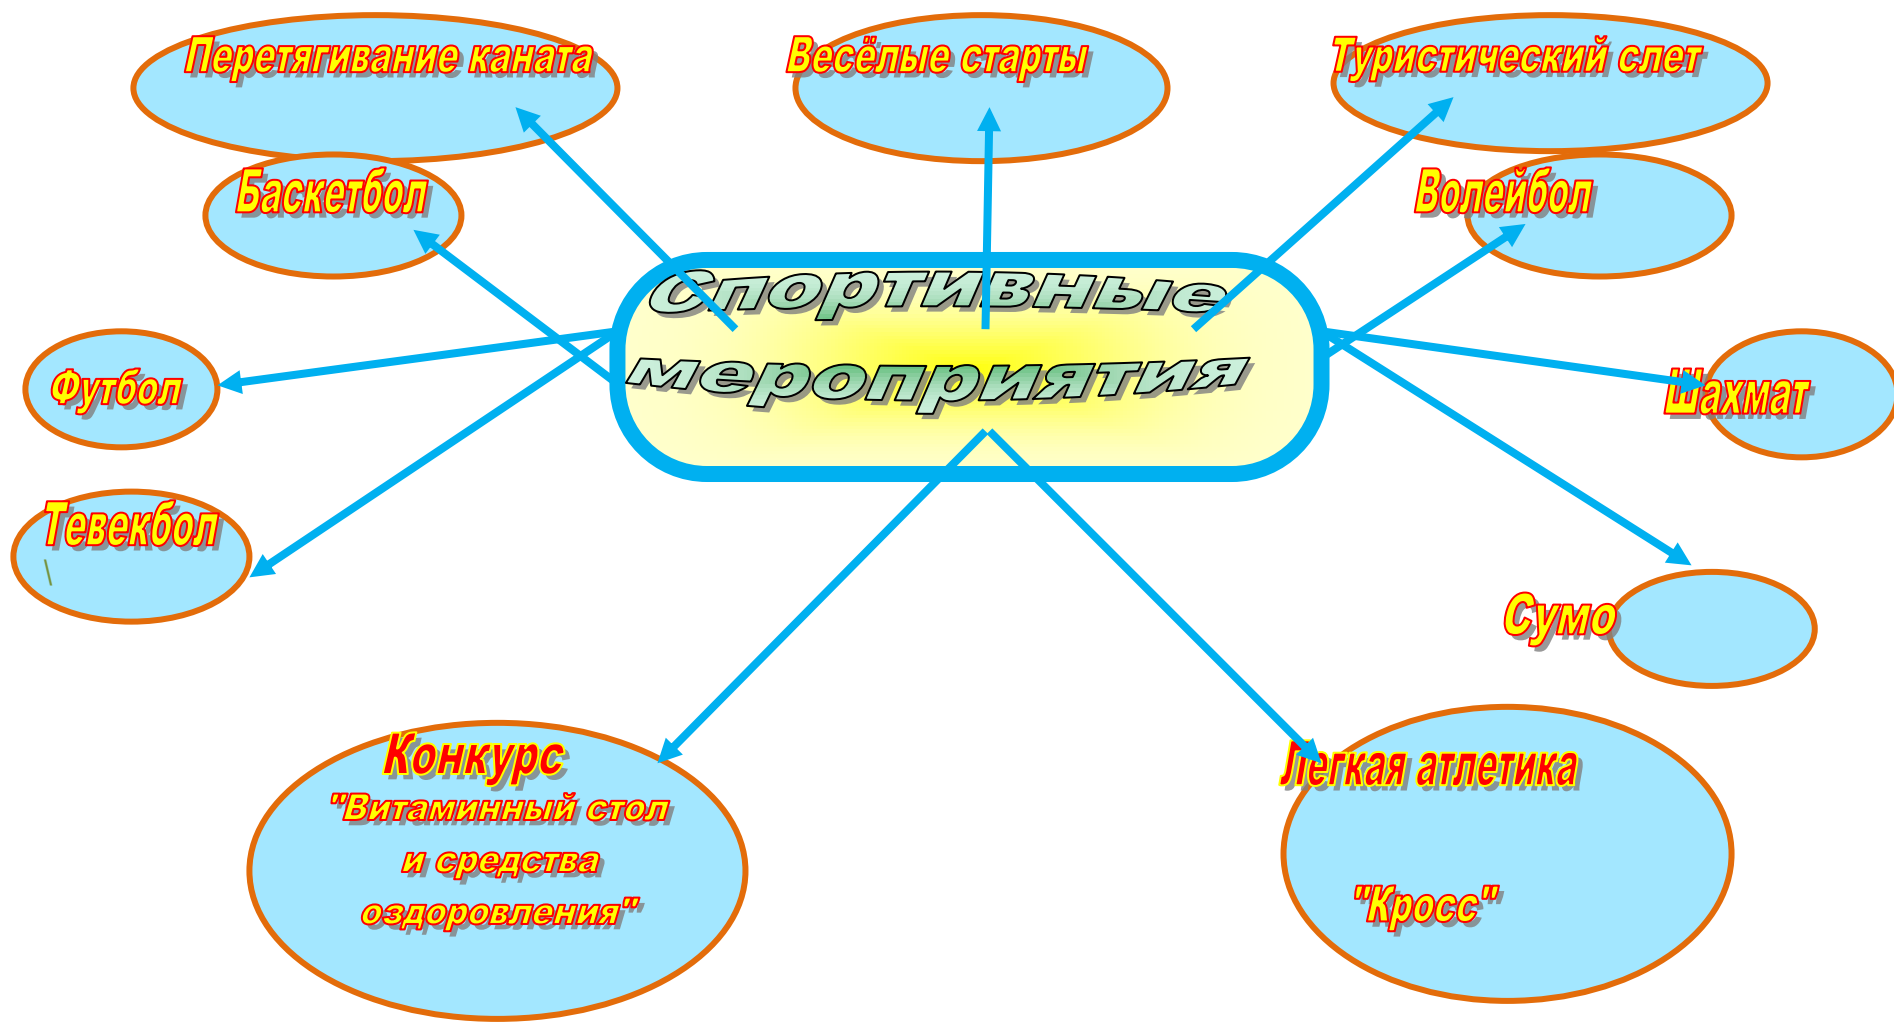 Перетягивание каната
Весёлые старты
Туристический слет
Баскетбол
Волейбол
Спортивные
мероприятия
Футбол
Шахмат
Тевекбол
\
Сумо
Конкурс
"Витаминный стол
и средства
оздоровления"
Легкая атлетика
"Кросс"